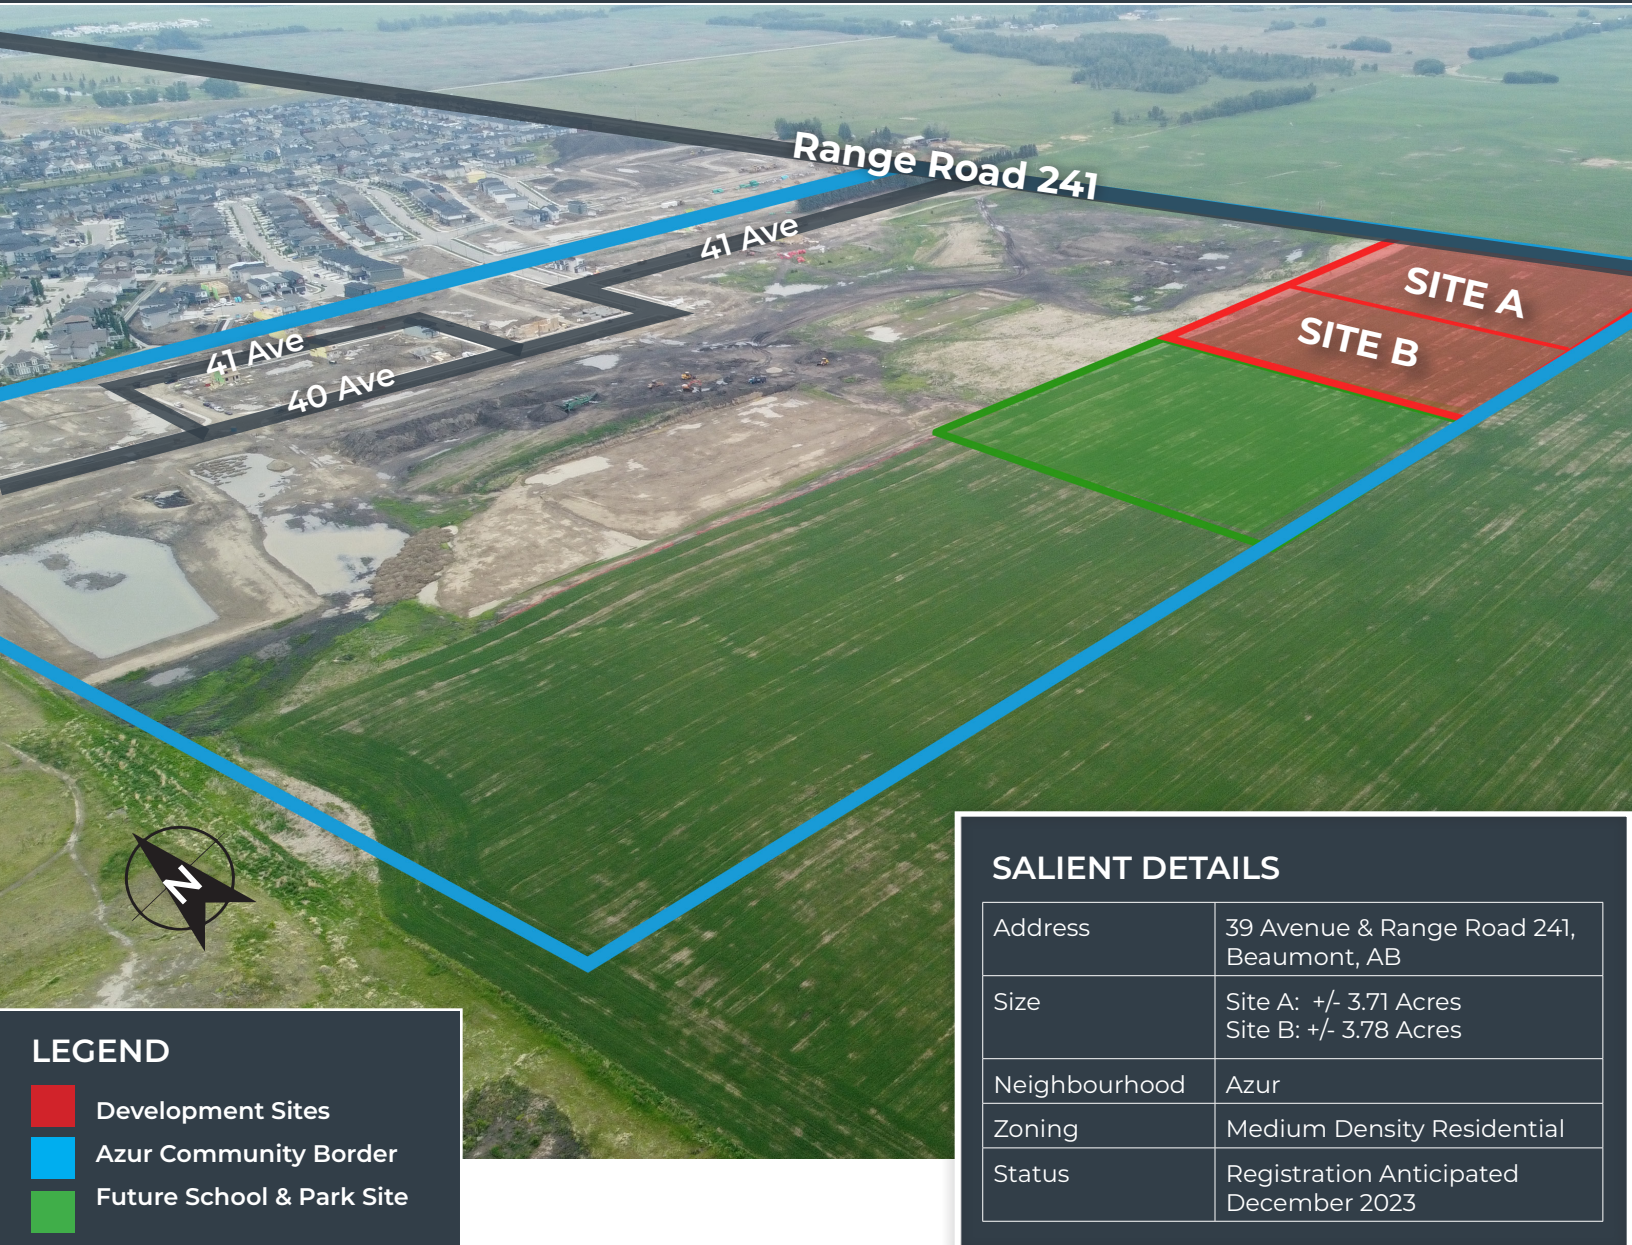 Range Road 241
41 Ave
SITE A
SITE B
41 Ave
40 Ave
N
SALIENT DETAILS
Address
39 Avenue & Range Road 241,
Beaumont, AB
Size
Site A: +/- 3.71 Acres
Site B: +/- 3.78 Acres
Neighbourhood
Azur
Zoning
Medium Density Residential
Status
Registration Anticipated
December 2023
LEGEND
Development Sites
Azur Community Border
Future School & Park Site